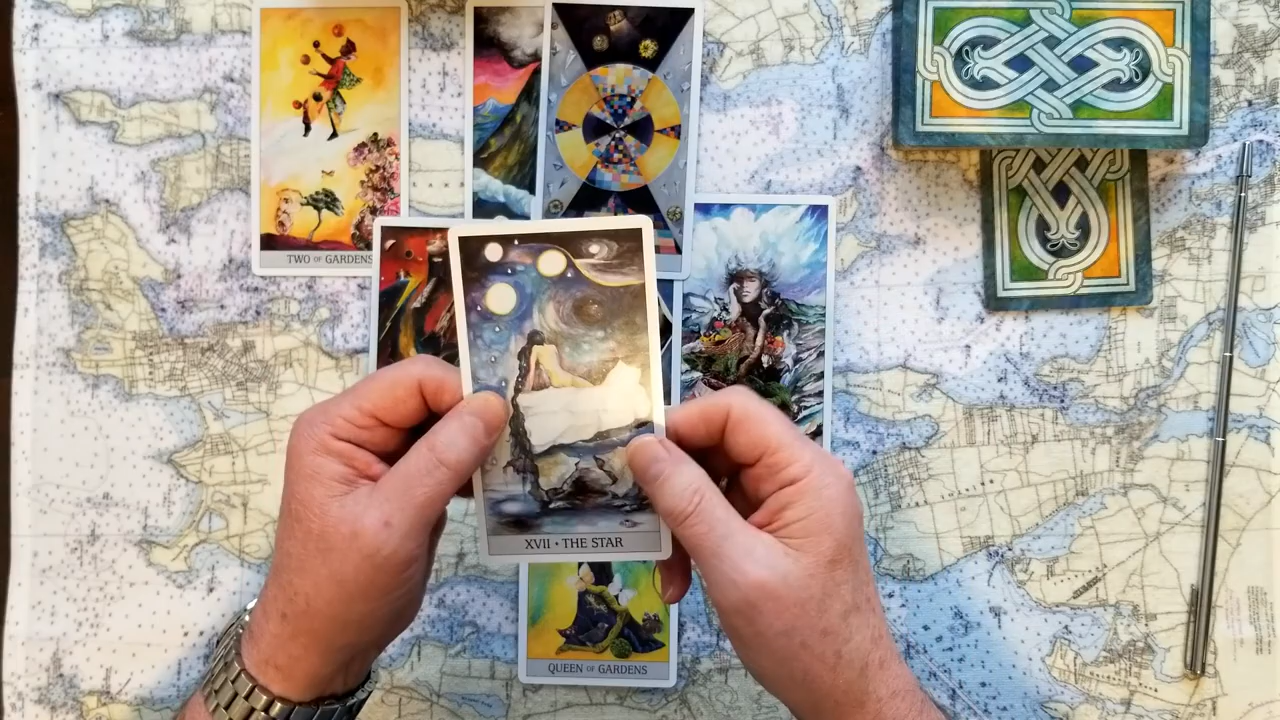 TWO OF GARDENS
XVII • THE STAR
QUEEN OF GARDENS